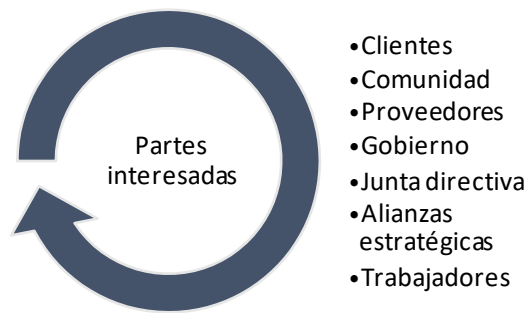 Partes
interesadas
•Clientes
•Comunidad
•Proveedores
•Gobierno
•Junta directiva
•Alianzas
estratégicas
•Trabajadores